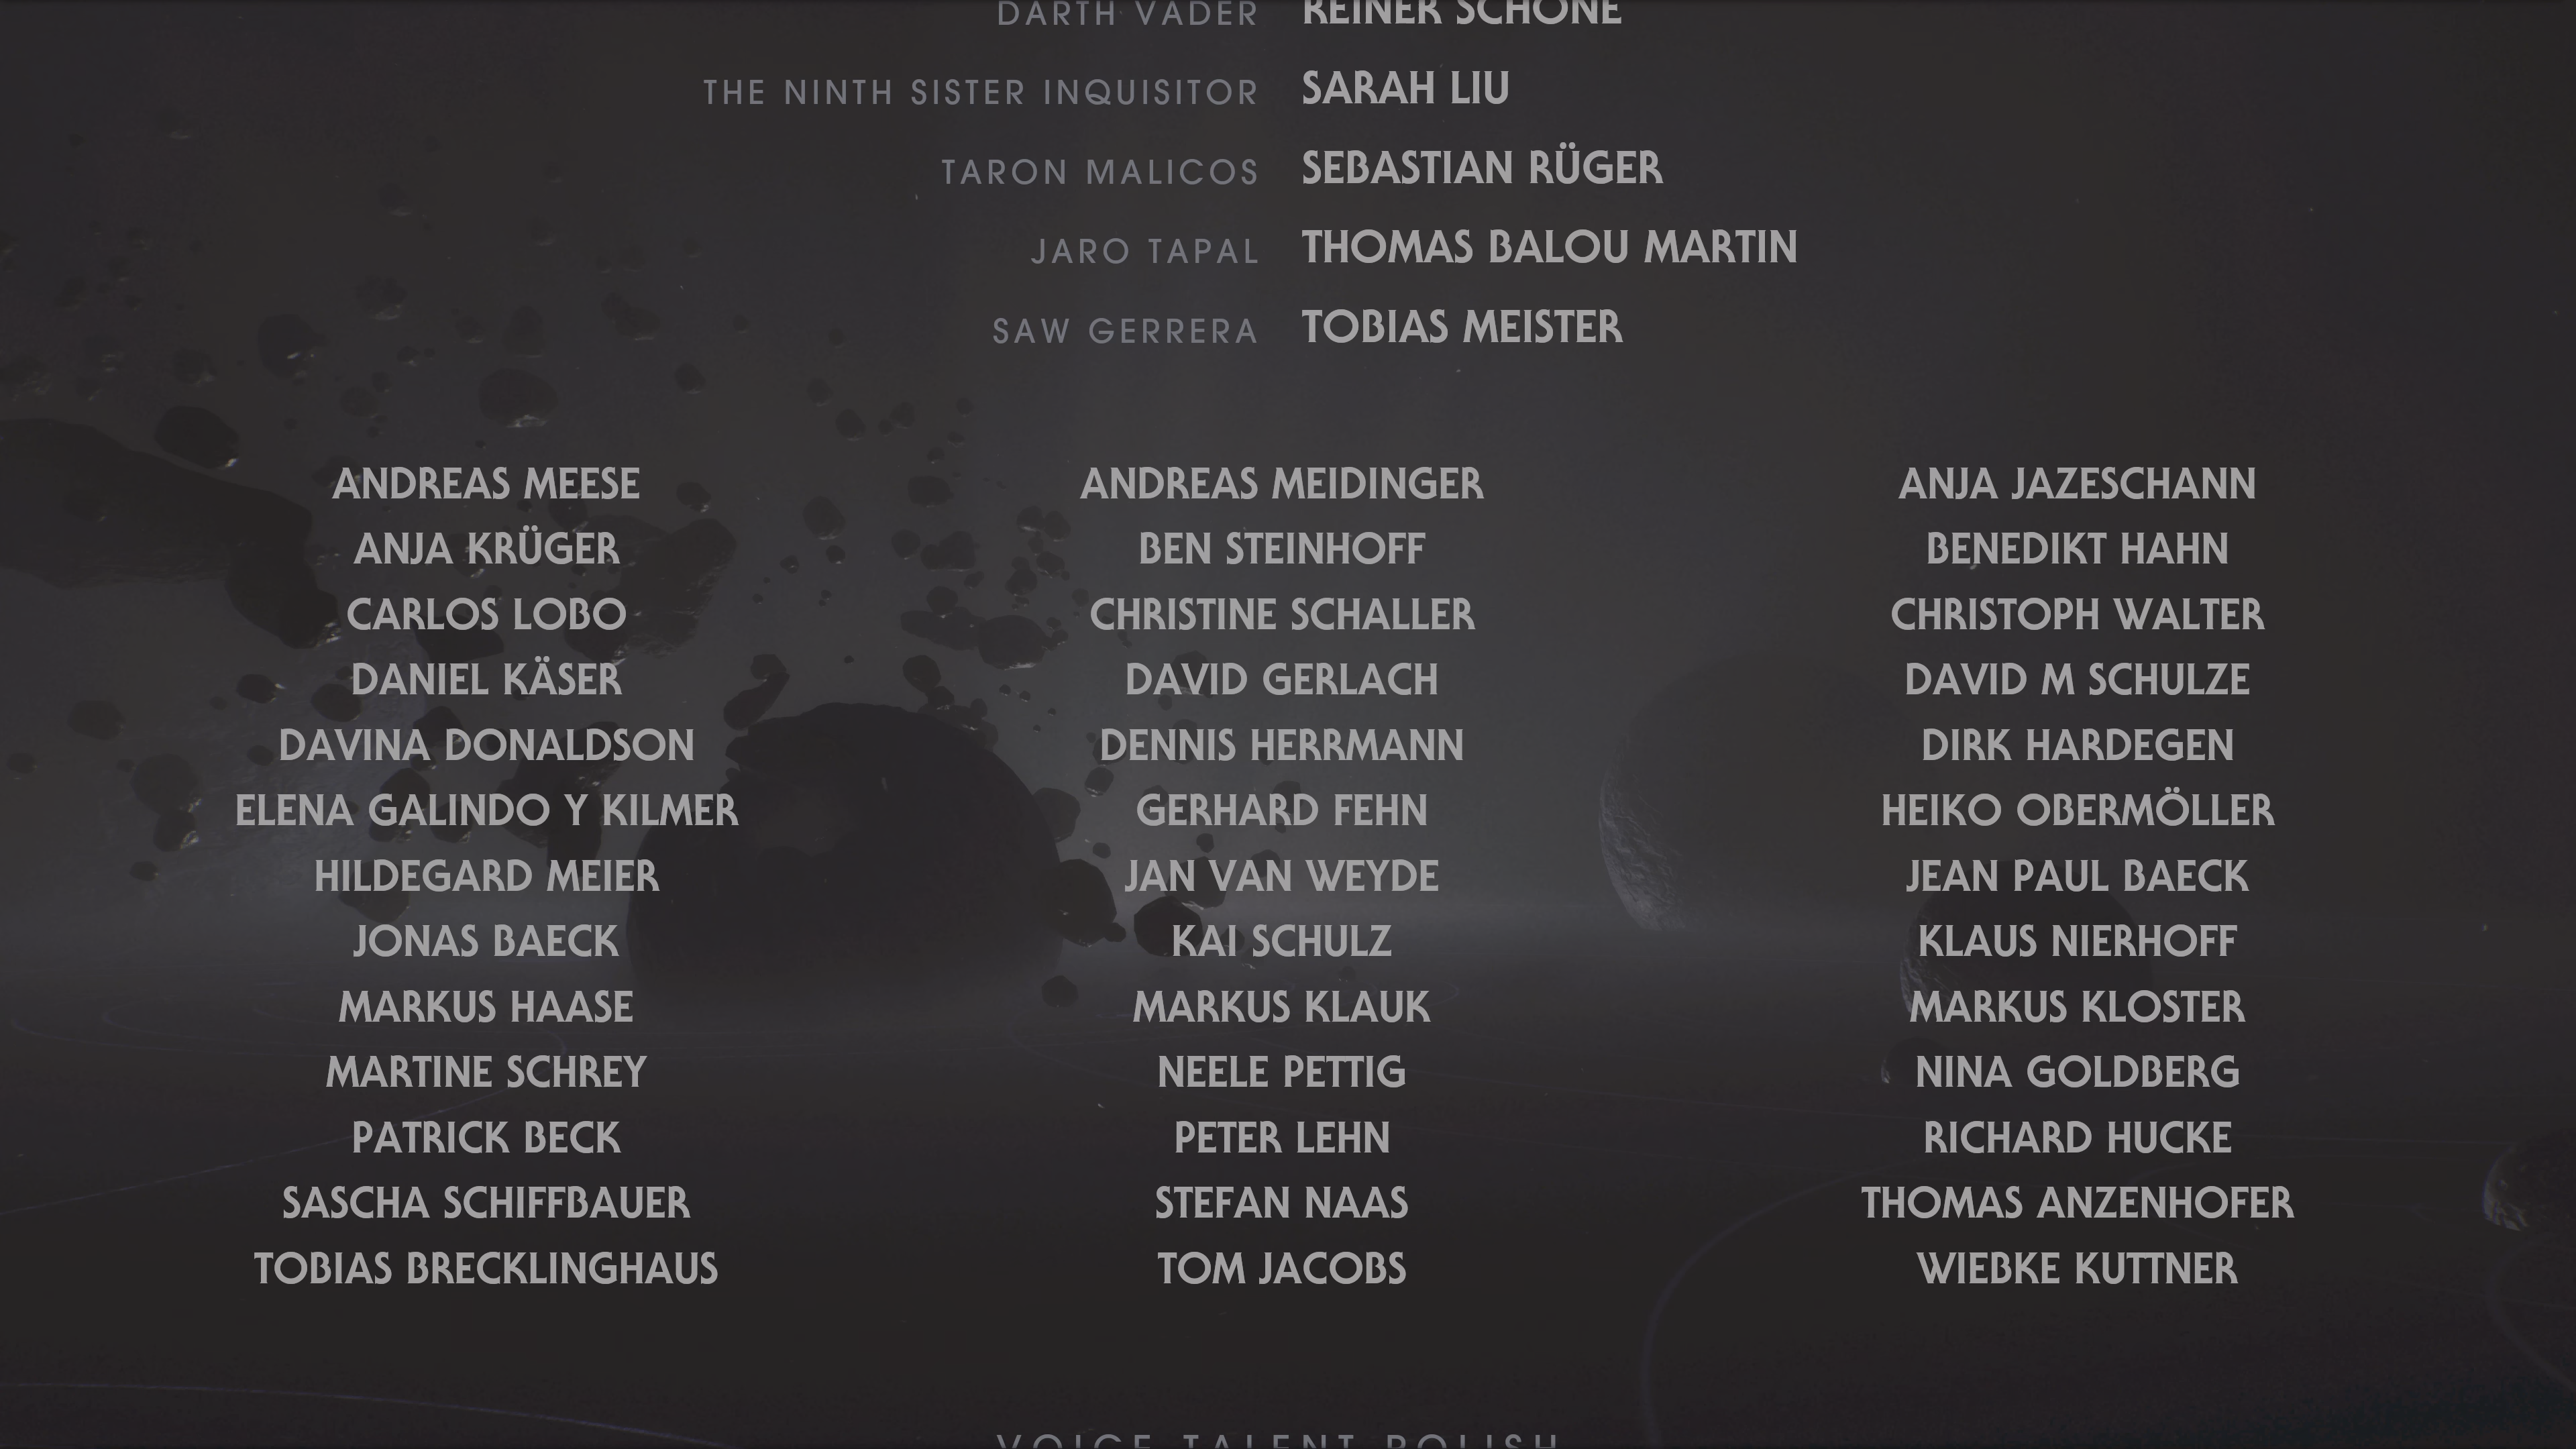 DARTH VADER REINER SCHÖNE
THE NINTH SISTER INQUISITOR SARAH LIU
TARON MALICOS SEBASTIAN RÜGER
JARO TAPAL THOMAS BALOU MARTIN
SAW GERRERA TOBIAS MEISTER
ANDREAS MEESE ANDREAS MEIDINGER ANJA JAZESCHANN
ANJA KRÜGER BEN STEINHOFF BENEDIKT HAHN
CARLOS LOBO CHRISTINE SCHALLER CHRISTOPH WALTER
DANIEL KÄSER DAVID GERLACH DAVID M SCHULZE
DAVINA DONALDSON DENNIS HERRMANN DIRK HARDEGEN
ELENA GALINDO Y KILMER GERHARD FEHN HEIKO OBERMÖLLER
HILDEGARD MEIER JAN VAN WEYDE JEAN PAUL BAECK
JONAS BAECK KAI SCHULZ KLAUS NIERHOFF
MARKUS HAASE MARKUS KLAUK MARKUS KLOSTER
MARTINE SCHREY NEELE PETTIG NINA GOLDBERG
PATRICK BECK PETER LEHN RICHARD HUCKE
SASCHA SCHIFFBAUER STEFAN NAAS THOMAS ANZENHOFER
TOBIAS BRECKLINGHAUS TOM JACOBS WIEBKE KUTTNER
VOICE TALENT POLISH